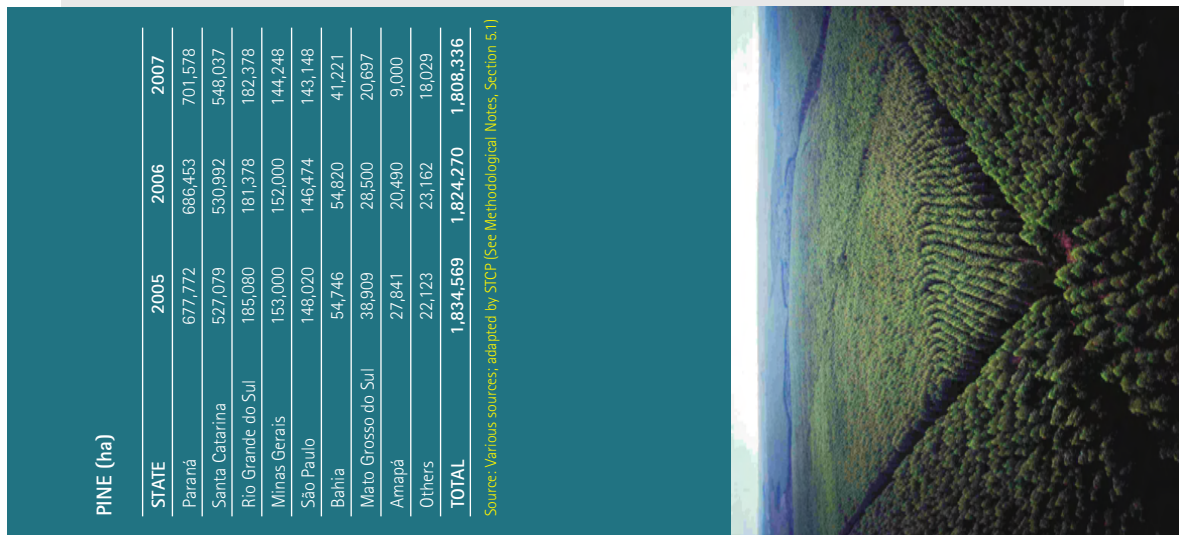 PINE (ha)
STATE 2005 2006 2007
Paraná 677,772 686,453 701,578
Santa Catarina 527,079 530,992 548,037
Rio Grande do Sul 185,080 181,378 182,378
Minas Gerais 153,000 152,000 144,248
São Paulo 148,020 146,474 143,148
Bahia 54,746 54,820 41,221
Mato Grosso do Sul 38,909 28,500 20,697
Amapá 27,841 20,490 9,000
Others 22,123 23,162 18,029
TOTAL 1,834,569 1,824,270 1,808,336
Source: Various sources; adapted by STCP (See Methodological Notes, Section 5.1)